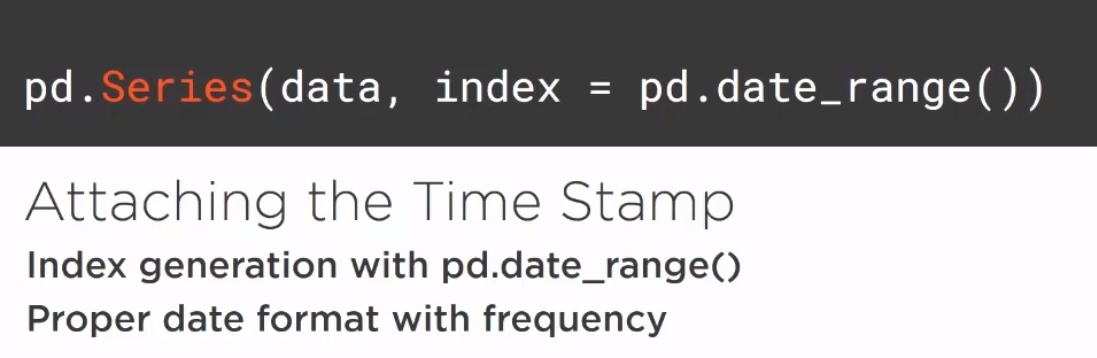 pd.Series(data, index = pd.date_range())
Attaching the Time Stamp
Index generation with pd.date_range()
Proper date format with frequency